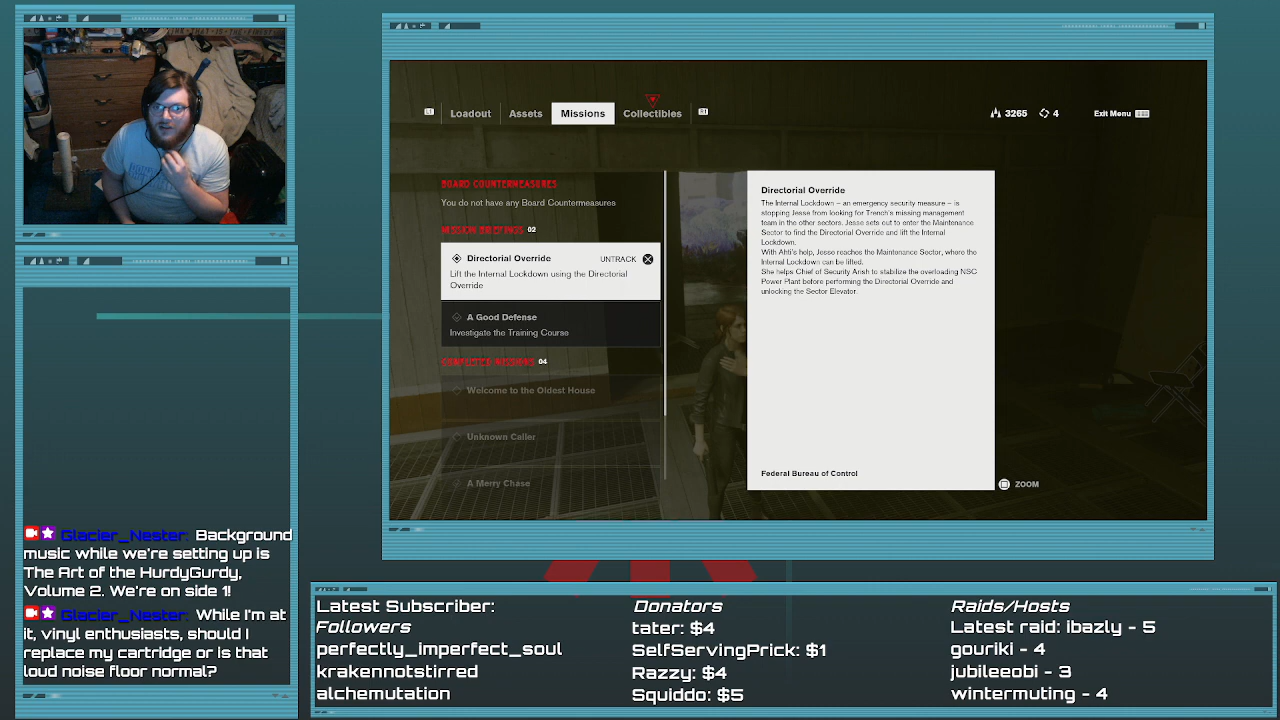 L1
Loadout
Assets
Missions
Collectibles
R1
3265
4
Exit Menu
BOARD COUNTERMEASURES
You do not have any Board Countermeasures
MISSION BRIEFINGS 02
Directorial Override
UNTRACK
Lift the Internal Lockdown using the Directorial
Override
A Good Defense
Investigate the Training Course
COMPLETED MISSIONS 04
Welcome to the Oldest House
Unknown Caller
A Merry Chase
Directorial Override
The Internal Lockdown – an emergency security measure – is
stopping Jesse from looking for Trench's missing management
team in the other sectors. Jesse sets out to enter the Maintenance
Sector to find the Directorial Override and lift the Internal
Lockdown.
With Ahti's help, Jesse reaches the Maintenance Sector, where the
Internal Lockdown can be lifted.
She helps Chief of Security Arish to stabilize the overloading NSC
Power Plant before performing the Directorial Override and
unlocking the Sector Elevator.
Federal Bureau of Control
ZOOM
Glacier_Nester: Background
music while we're setting up is
The Art of the HurdyGurdy,
Volume 2. We're on side 1!
Glacier_Nester: While I'm at
it, vinyl enthusiasts, should I
replace my cartridge or is that
loud noise floor normal?
Latest Subscriber:
Followers
perfectly_imperfect_soul
krakennotstirred
alchemutation
Donators
tater: $4
SelfServingPrick: $1
Razzy: $4
Squiddo: $5
Raids/Hosts
Latest raid: ibazly - 5
gouriki - 4
jubileenbi - 3
wintermuting - 4